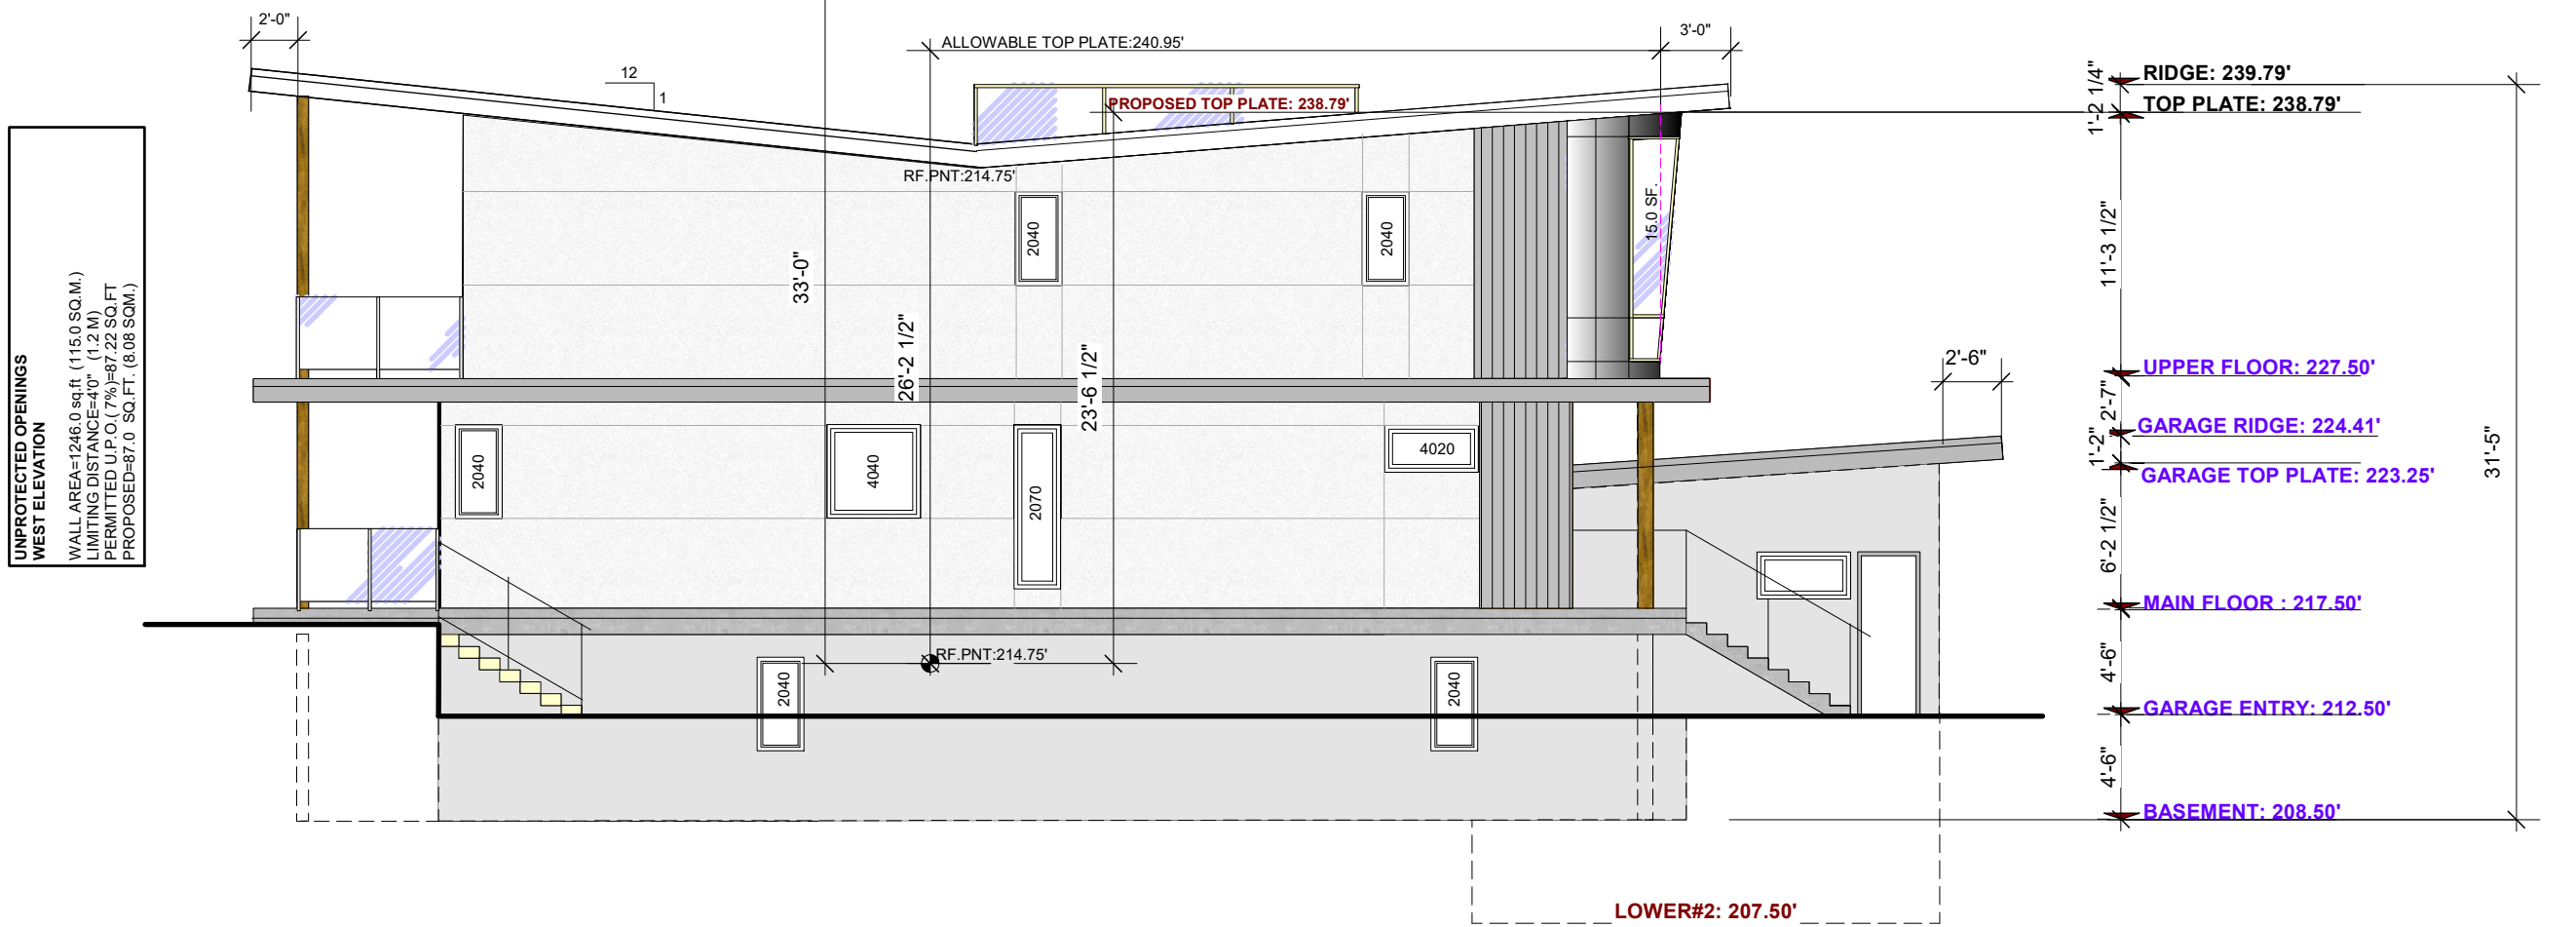 2'-0"
ALLOWABLE TOP PLATE:240.95'
3'-0"
12
1
PROPOSED TOP PLATE: 238.79'
RF.PNT:214.75'
2040
2040
15.0 SF.
33'-0"
26'-2 1/2"
23'-6 1/2"
UNPROTECTED OPENINGS
WEST ELEVATION
WALL AREA=1246.0 sq.ft (115.0 SQ.M.)
LIMITING DISTANCE=4'0" (1.2 M)
PERMITTED U.P.O.( 7%)=87.22 SQ.FT
PROPOSED=87.0 SQ.FT. (8.08 SQM.)
2040
4040
2070
4020
2'-6"
RF.PNT:214.75'
2040
2040
1'-2 1/4"
RIDGE: 239.79'
TOP PLATE: 238.79'
11'-3 1/2"
UPPER FLOOR: 227.50'
2'-7"
GARAGE RIDGE: 224.41'
1'-2"
GARAGE TOP PLATE: 223.25'
6'-2 1/2"
MAIN FLOOR : 217.50'
4'-6"
GARAGE ENTRY: 212.50'
4'-6"
BASEMENT: 208.50'
31'-5"
LOWER#2: 207.50'